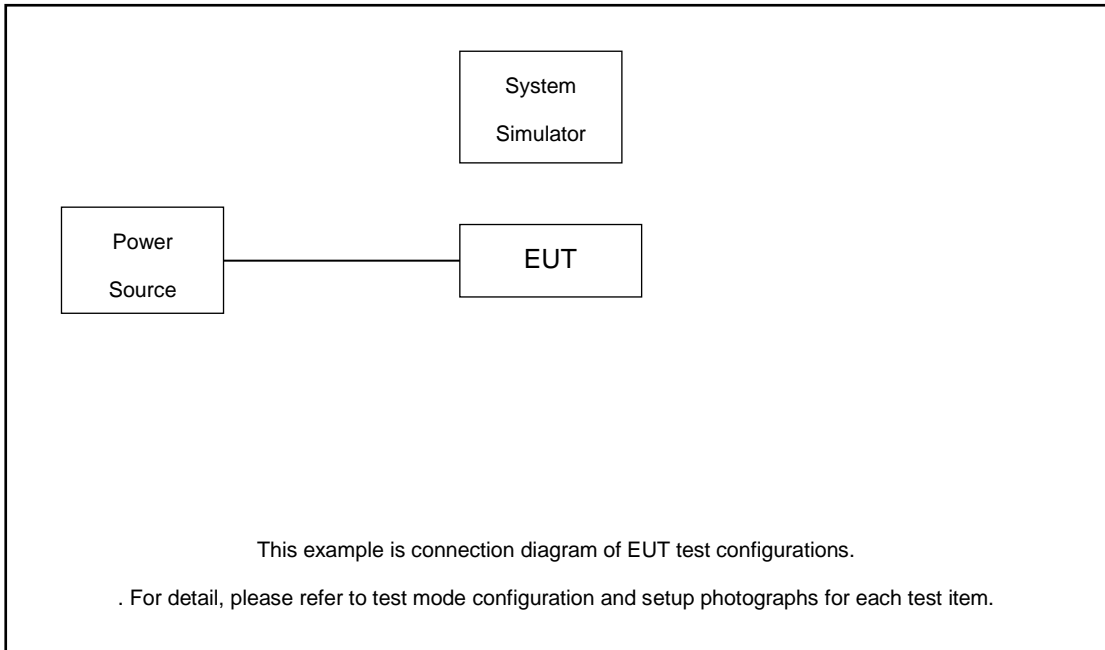 System
Simulator
Power
Source
EUT
This example is connection diagram of EUT test configurations.
. For detail, please refer to test mode configuration and setup photographs for each test item.